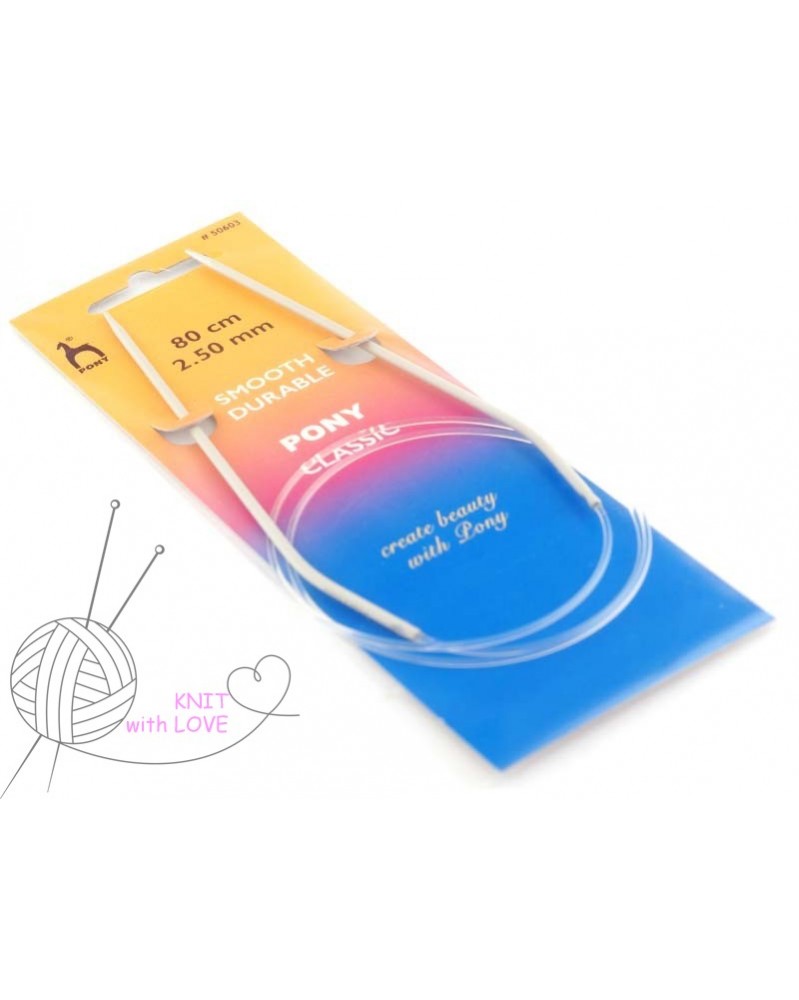 # 50603
80 cm
2.50 mm
PONY
SMOOTH
DURABLE
PONY
CLASSIC
create beauty
with Pony
KNIT
with LOVE